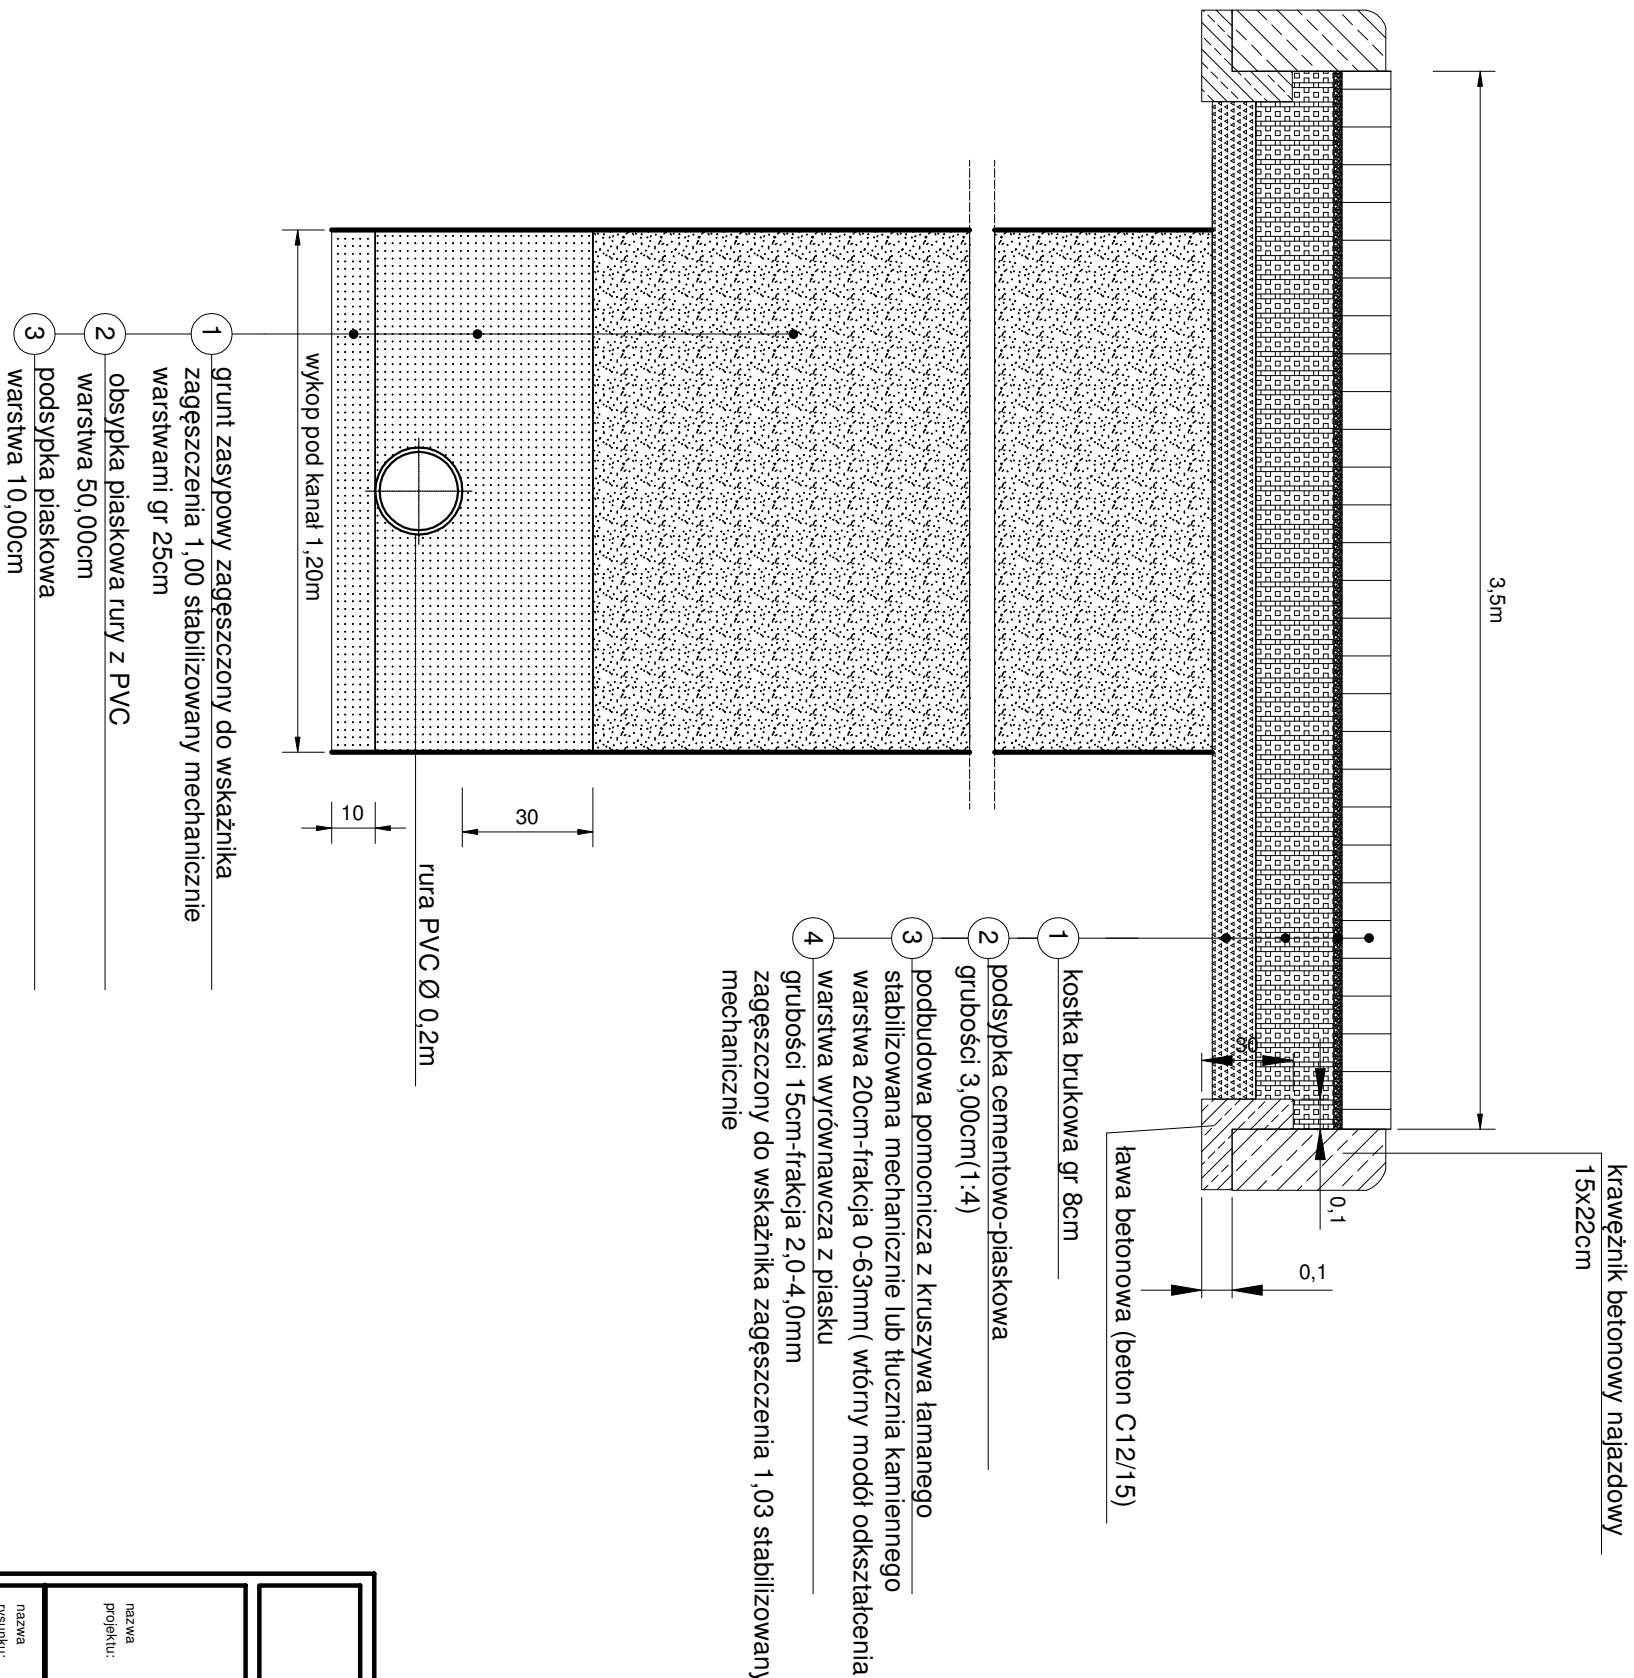 krawężnik betonowy najazdowy
15x22cm
3,5m
0,1
0,1
30
ława betonowa (beton C12/15)
1
kostka brukowa gr 8cm
2
podsypka cementowo-piaskowa
grubości 3,00cm(1:4)
3
podbudowa pomocnicza z kruszywa łamanego
stabilizowana mechanicznie lub tłucznia kamiennego
warstwa 20cm-frakcja 0-63mm( wtórny modół odkształcenia
4
warstwa wyrównawcza z piasku
grubości 15cm-frakcja 2,0-4,0mm
zagęszczony do wskażnika zagęszczenia 1,03 stabilizowany
mechanicznie
30
10
rura PVC Ø 0,2m
wykop pod kanał 1,20m
1
grunt zasypowy zagęszczony do wskażnika
zagęszczenia 1,00 stabilizowany mechanicznie
warstwami gr 25cm
2
obsypka piaskowa rury z PVC
warstwa 50,00cm
3
podsypka piaskowa
warstwa 10,00cm
nazwa
projektu:
nazwa
rysunku: